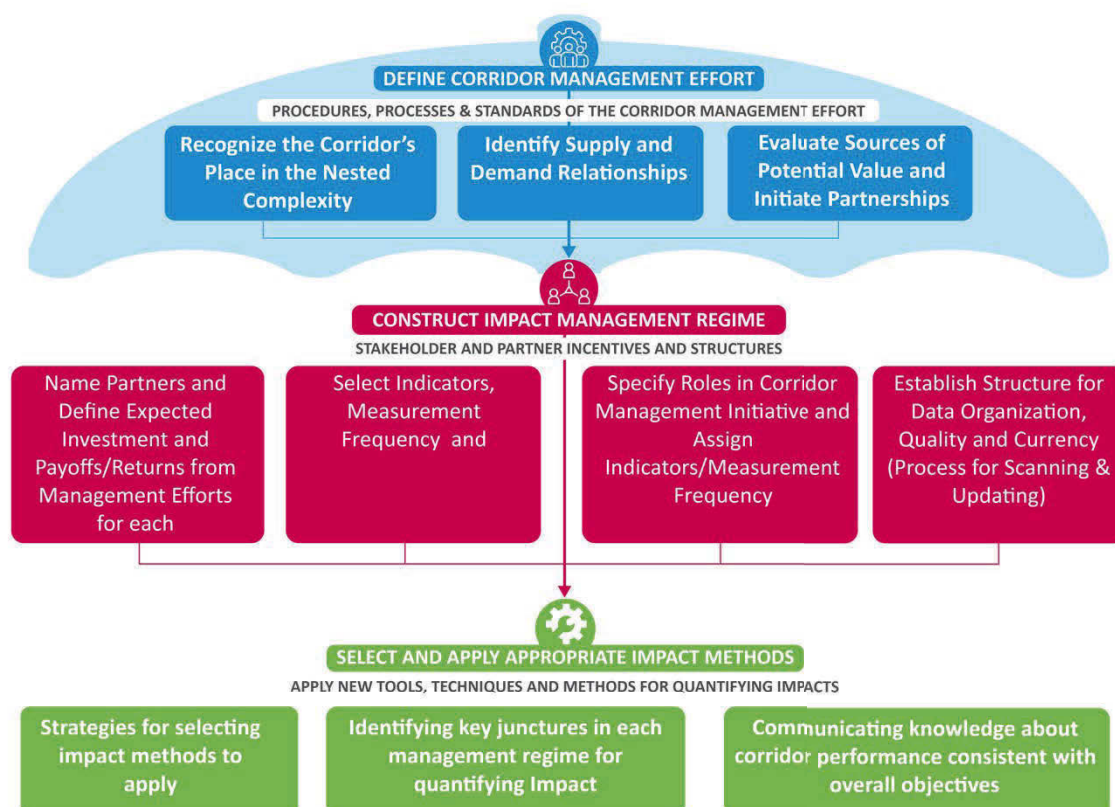 DEFINE CORRIDOR MANAGEMENT EFFORT
PROCEDURES, PROCESSES & STANDARDS OF THE CORRIDOR MANAGEMENT EFFORT
Recognize the Corridor's
Place in the Nested
Complexity
Identify Supply and
Demand Relationships
Evaluate Sources of
Potential Value and
Initiate Partnerships
CONSTRUCT IMPACT MANAGEMENT REGIME
STAKEHOLDER AND PARTNER INCENTIVES AND STRUCTURES
Name Partners and
Define Expected
Investment and
Payoffs/Returns from
Management Efforts
for each
Select Indicators,
Measurement
Frequency and
Specify Roles in Corridor
Management Initiative and
Assign
Indicators/Measurement
Frequency
Establish Structure for
Data Organization,
Quality and Currency
(Process for Scanning &
Updating)
SELECT AND APPLY APPROPRIATE IMPACT METHODS
APPLY NEW TOOLS, TECHNIQUES AND METHODS FOR QUANTIFYING IMPACTS
Strategies for selecting
impact methods to
apply
Identifying key junctures in each
management regime for
quantifying Impact
Communicating knowledge about
corridor performance consistent with
overall objectives